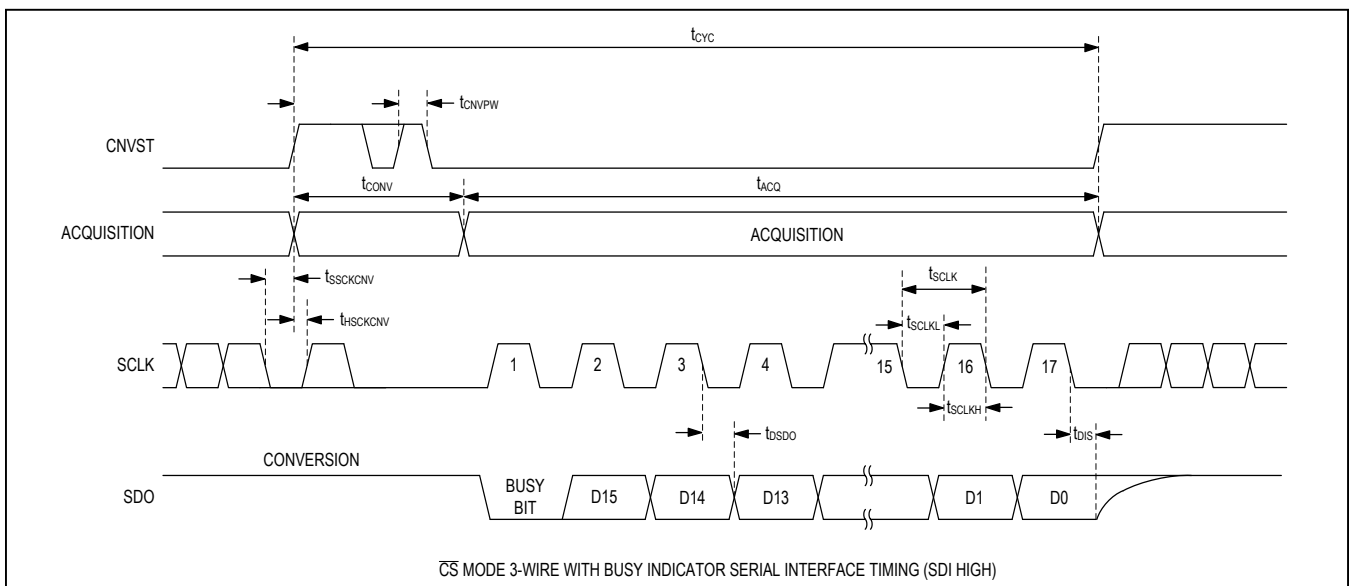 tCYC
tCNVPW
CNVST
tCONV
tACQ
ACQUISITION
ACQUISITION
tSSCKCNV
tHSCKCNV
tSCLK
tSCLKL
SCLK
1 2 3 4 15 16 17
tSCLKH
tDSDO
tDIS
CONVERSION
SDO
BUSY
BIT
D15 D14 D13 D1 D0
CS MODE 3-WIRE WITH BUSY INDICATOR SERIAL INTERFACE TIMING (SDI HIGH)